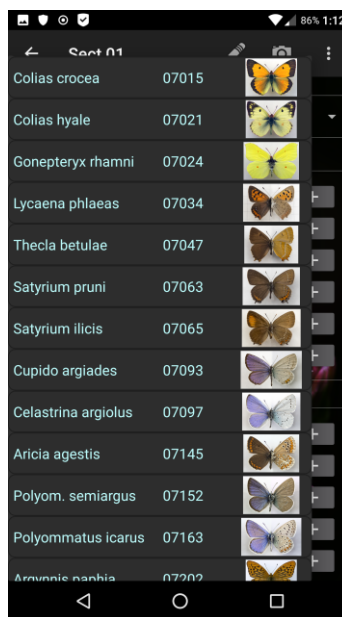 86% 1:12
Sect 01
Colias crocea 07015
Colias hyale 07021
Gonepteryx rhamni 07024
Lycaena phlaeas 07034
Thecla betulae 07047
Satyrium pruni 07063
Satyrium ilicis 07065
Cupido argiades 07093
Celastrina argiolus 07097
Aricia agestis 07145
Polyom. semiargus 07152
Polyommatus icarus 07163
Argynnis paphia 07202